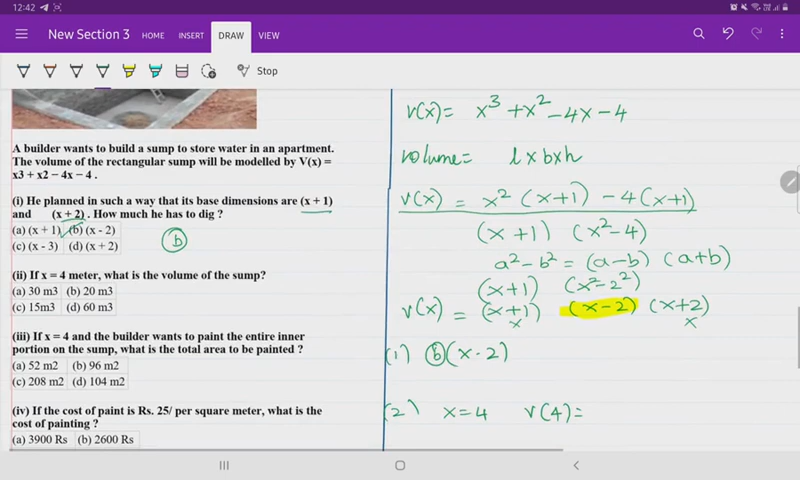 12:42
New Section 3 HOME INSERT DRAW VIEW
Stop
A builder wants to build a sump to store water in an apartment.
The volume of the rectangular sump will be modelled by V(x) =
x3 + x2 – 4x – 4 .
(i) He planned in such a way that its base dimensions are (x + 1)
and (x + 2) . How much he has to dig ?
(a) (x + 1) (b) (x - 2)
(c) (x - 3) (d) (x + 2)
b
(ii) If x = 4 meter, what is the volume of the sump?
(a) 30 m3 (b) 20 m3
(c) 15m3 (d) 60 m3
(iii) If x = 4 and the builder wants to paint the entire inner
portion on the sump, what is the total area to be painted ?
(a) 52 m2 (b) 96 m2
(c) 208 m2 (d) 104 m2
(iv) If the cost of paint is Rs. 25/ per square meter, what is the
cost of painting ?
(a) 3900 Rs (b) 2600 Rs
v(x) = x³ + x² – 4x – 4
volume = l x b x h
v(x) = x² (x+1) – 4 (x+1)
(x+1) (x²–4)
a² – b² = (a–b) (a+b)
(x+1) (x²–2²)
v(x) = (x+1) (x–2) (x+2)
x x
(1) b (x-2)
(2) x=4 v(4)=